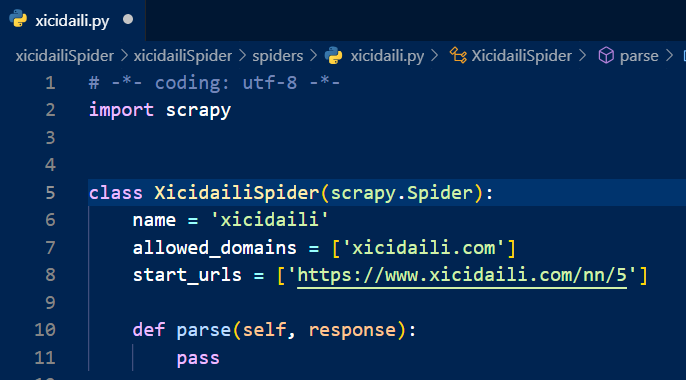 xicidaili.py
xicidailiSpider > xicidailiSpider > spiders > xicidaili.py > XicidailiSpider > parse >
1 # -*- coding: utf-8 -*-
2 import scrapy
3
4
5 class XicidailiSpider(scrapy.Spider):
6     name = 'xicidaili'
7     allowed_domains = ['xicidaili.com']
8     start_urls = ['https://www.xicidaili.com/nn/5']
9
10     def parse(self, response):
11         pass